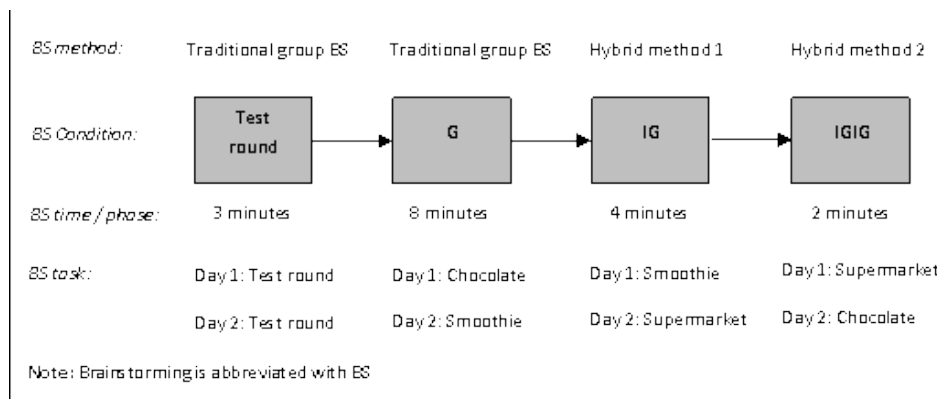 BS method: Traditional group BS Traditional group BS Hybrid method 1 Hybrid method 2
BS Condition: Test round G IG IGIG
BS time / phase: 3 minutes 8 minutes 4 minutes 2 minutes
BS task: Day 1: Test round Day 1: Chocolate Day 1: Smoothie Day 1: Supermarket
Day 2: Test round Day 2: Smoothie Day 2: Supermarket Day 2: Chocolate
Note: Brainstorming is abbreviated with BS